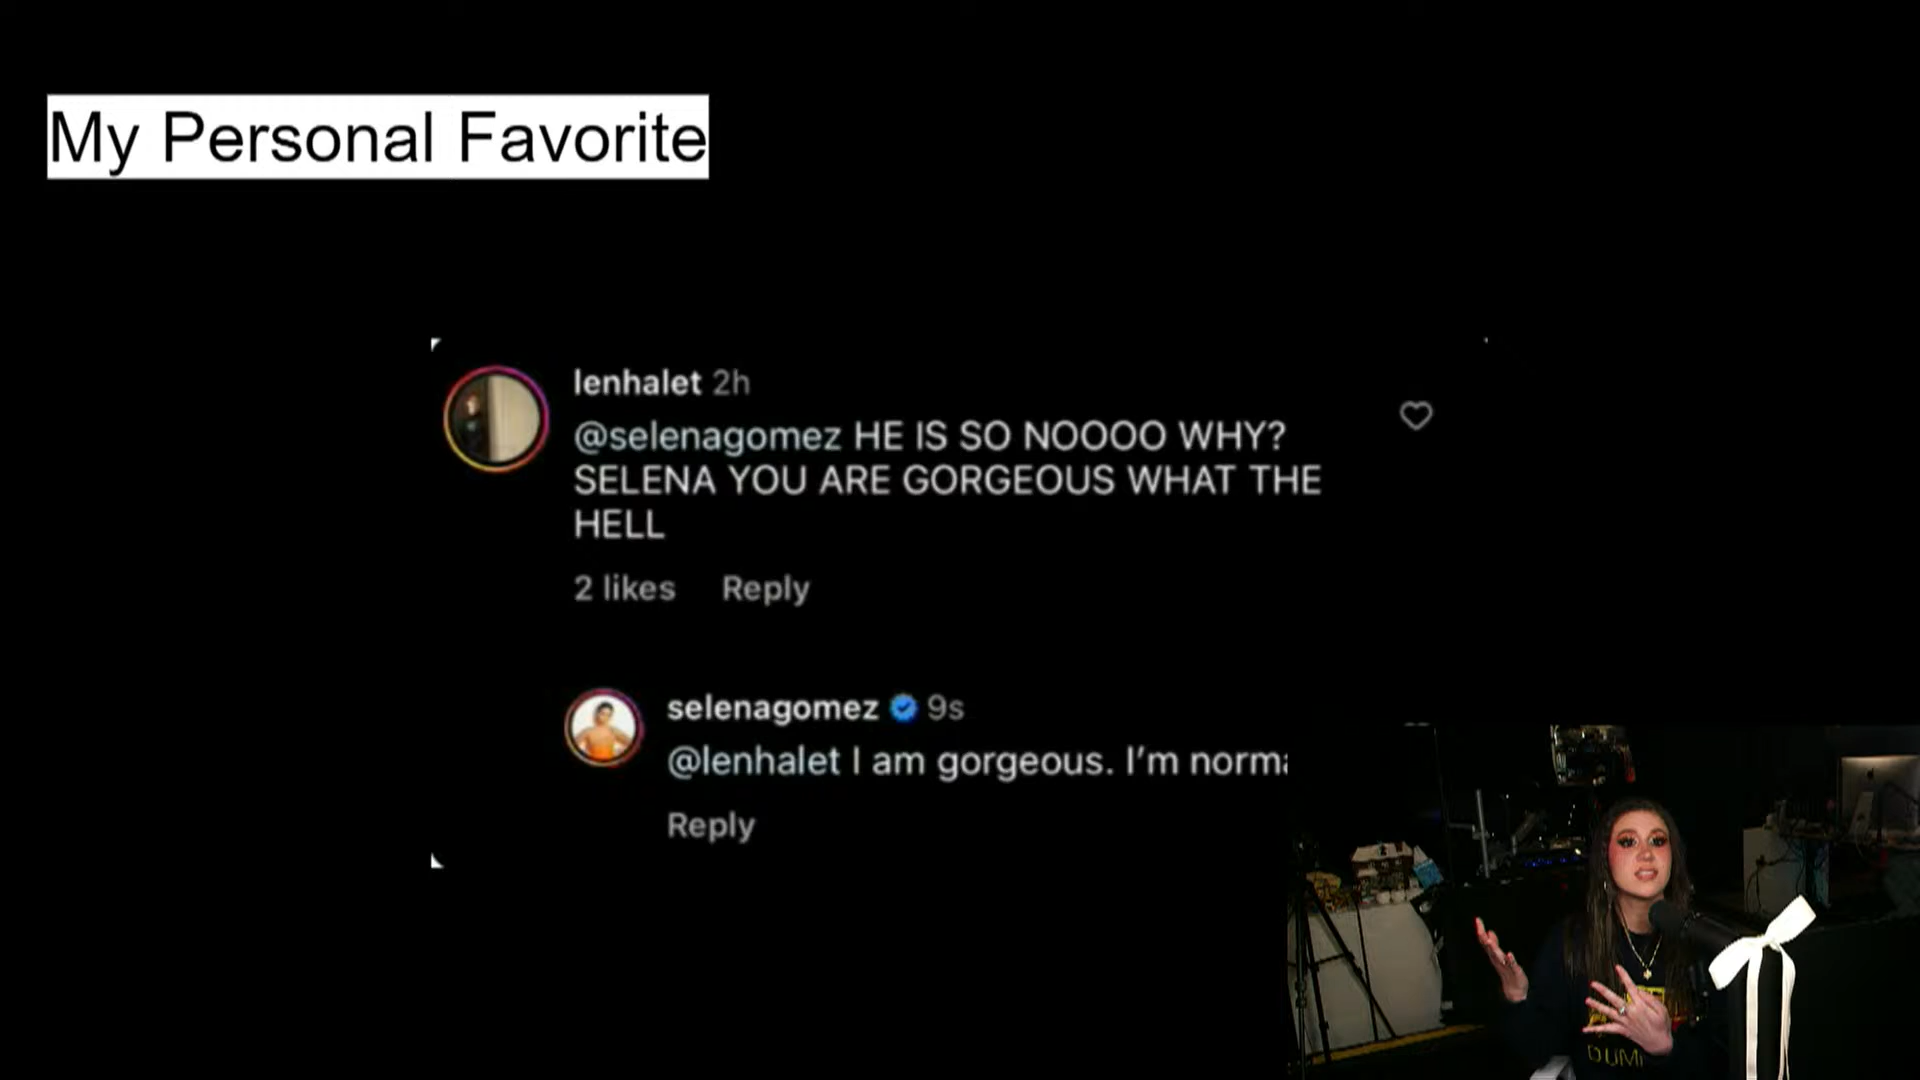 My Personal Favorite
lenhalet 2h
@selenagomez HE IS SO NOOOO WHY?
SELENA YOU ARE GORGEOUS WHAT THE
HELL
2 likes Reply
selenagomez 9s
@lenhalet I am gorgeous. I’m norma
Reply